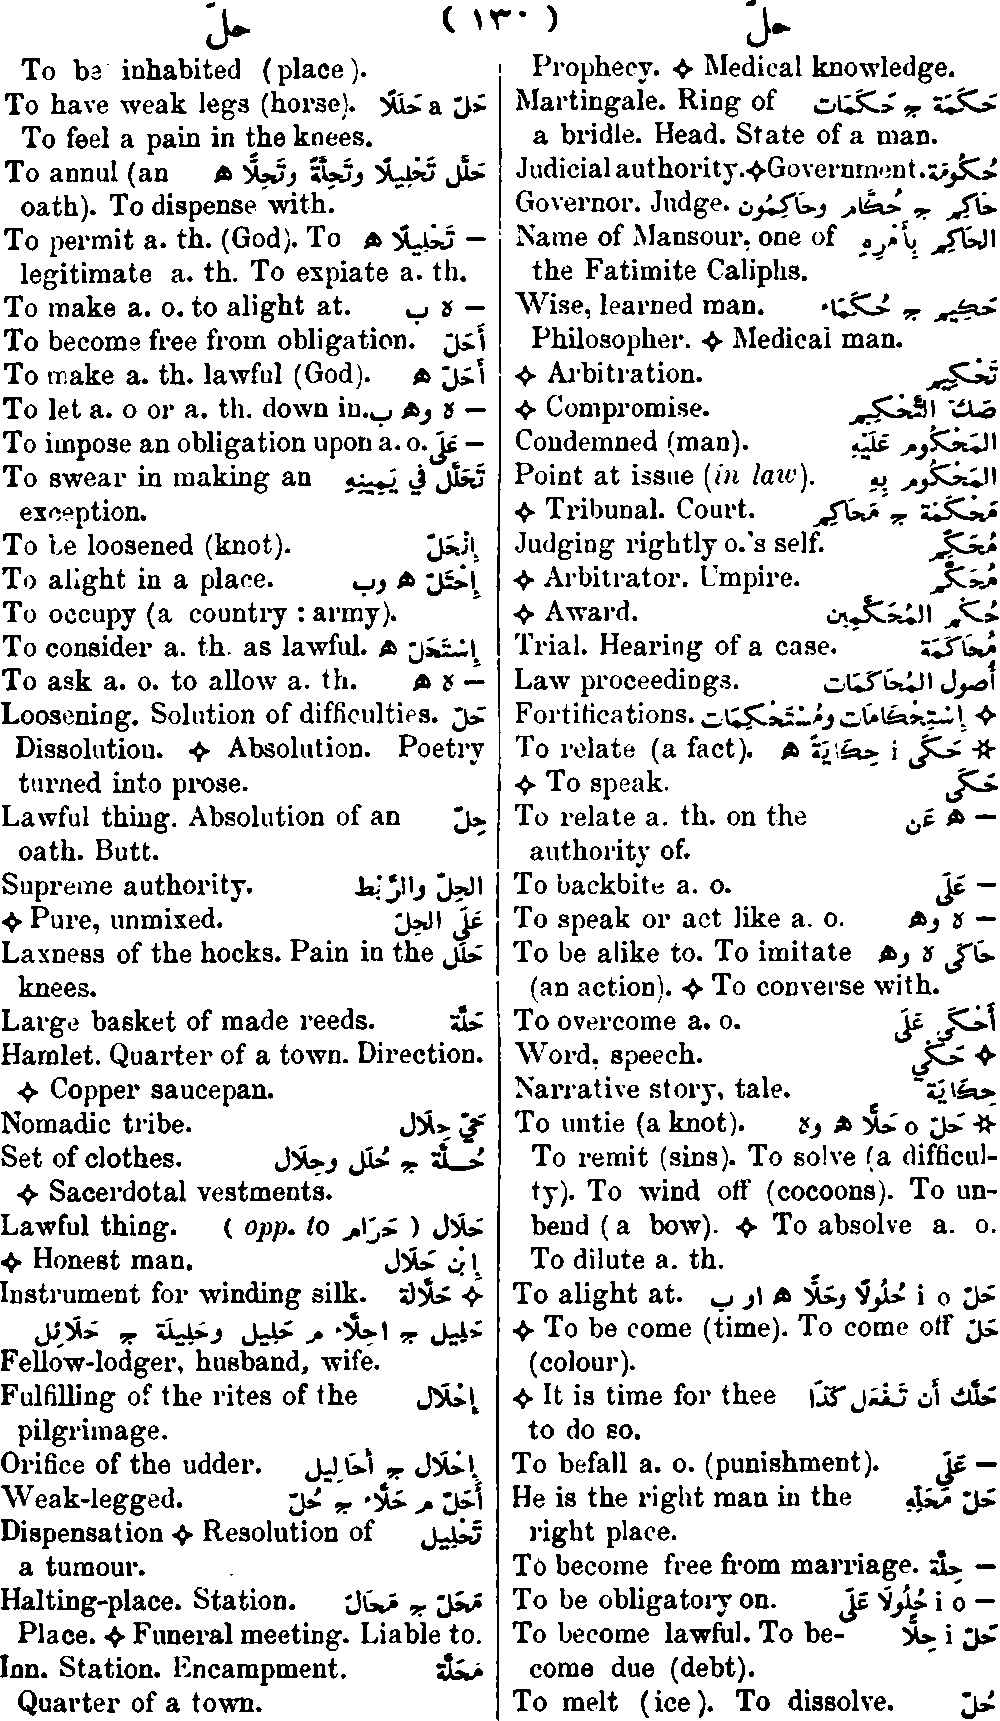 حلّ ( ١٣٠ ) حلّ
Prophecy. ✧ Medical knowledge.
Martingale. Ring of حَكَمَة ج حَكَمَات
a bridle. Head. State of a man.
Judicial authority. ✧ Government. حُكُومَة
Governor. Judge. حَاكِم ج حُكَّام وحَاكِمُون
Name of Mansour, one of الحَاكِم بِأَمْرِهِ
the Fatimite Caliphs.
Wise, learned man. حَكِيم ج حُكَمَاء
Philosopher. ✧ Medical man.
✧ Arbitration. تَحْكِيم
✧ Compromise. صَكّ التَّحْكِيم
Condemned (man). المَحْكُوم عَلَيْهِ
Point at issue (in law). المَحْكُوم بِهِ
✧ Tribunal. Court. مَحْكَمَة ج مَحَاكِم
Judging rightly o.'s self. مُحَكِّم
✧ Arbitrator. Umpire. مُحَكَّم
✧ Award. حُكْم المُحَكَّمِين
Trial. Hearing of a case. مُحَاكَمَة
Law proceedings. أُصول المُحَاكَمَات
Fortifications. ✧ إِسْتِحْكَامَات ومُسْتَحْكِمَات
To relate (a fact). ☆ حَكَى i حِكَايَةً ه
✧ To speak. حَكَى
To relate a. th. on the — ه عَن
authority of.
To backbite a. o. — عَلَى
To speak or act like a. o. — ة وه
To be alike to. To imitate حَاكَى ة وه
(an action). ✧ To converse with.
To overcome a. o. أَحْكَى عَلَى
Word, speech. ✧ حَكْي
Narrative story, tale. حِكَايَة
To untie (a knot). ☆ حَلّ o حَلًّا ه وة
To remit (sins). To solve (a difficul-
ty). To wind off (cocoons). To un-
bend (a bow). ✧ To absolve a. o.
To dilute a. th.
To alight at. حَلّ i o حُلُولًا وحَلًّا ه او ب
✧ To be come (time). To come off حَلّ
(colour).
✧ It is time for thee حَلَّك أَن تَفْعَل كَذَا
to do so.
To befall a. o. (punishment). — عَلَى
He is the right man in the حَلّ مَحَلّه
right place.
To become free from marriage. — حِلَّة
To be obligatory on. — i o حُلُولًا عَلَى
To become lawful. To be- حَلّ i حِلًّا
come due (debt).
To melt (ice). To dissolve. حُلّ
To be inhabited (place).
To have weak legs (horse). حَلّ a حَلَلًا
To feel a pain in the knees.
To annul (an حَلَّل تَحْلِيلًا وتَحِلَّةً وتَحِلًّا ه
oath). To dispense with.
To permit a. th. (God). To — تَحْلِيلًا ه
legitimate a. th. To expiate a. th.
To make a. o. to alight at. — ة ب
To become free from obligation. أَحَلّ
To make a. th. lawful (God). أَحَلّ ه
To let a. o or a. th. down in. — ة وه ب
To impose an obligation upon a. o. — عَلَى
To swear in making an تَحَلَّل فِي يَمِينِهِ
exception.
To be loosened (knot). إِنْحَلّ
To alight in a place. إِحْتَلّ ه وب
To occupy (a country : army).
To consider a. th. as lawful. إِسْتَحَلّ ه
To ask a. o. to allow a. th. — ة ه
Loosening. Solution of difficulties. حَلّ
Dissolution. ✧ Absolution. Poetry
turned into prose.
Lawful thing. Absolution of an حِلّ
oath. Butt.
Supreme authority. الحِلّ والرَّبْط
✧ Pure, unmixed. عَلَى الحِلّ
Laxness of the hocks. Pain in the حَلَل
knees.
Large basket of made reeds. حَلَّة
Hamlet. Quarter of a town. Direction.
✧ Copper saucepan.
Nomadic tribe. حَيّ حِلَال
Set of clothes. حُلَّة ج حُلَل وحِلَال
✧ Sacerdotal vestments.
Lawful thing. ( opp. to حَرَام ) حَلَال
✧ Honest man. إِبْن حَلَال
Instrument for winding silk. ✧ حَلَّالَة
حَلِيل ج احِلَّاء م حَلِيل وحَلِيلَة ج حَلَائِل
Fellow-lodger, husband, wife.
Fulfilling of the rites of the إِحْلَال
pilgrimage.
Orifice of the udder. إِحْلَال ج أَحَالِيل
Weak-legged. أَحَلّ م حَلَّاء ج حُلّ
Dispensation ✧ Resolution of تَحْلِيل
a tumour.
Halting-place. Station. مَحَلّ ج مَحَالّ
Place. ✧ Funeral meeting. Liable to.
Inn. Station. Encampment. مَحَلَّة
Quarter of a town.